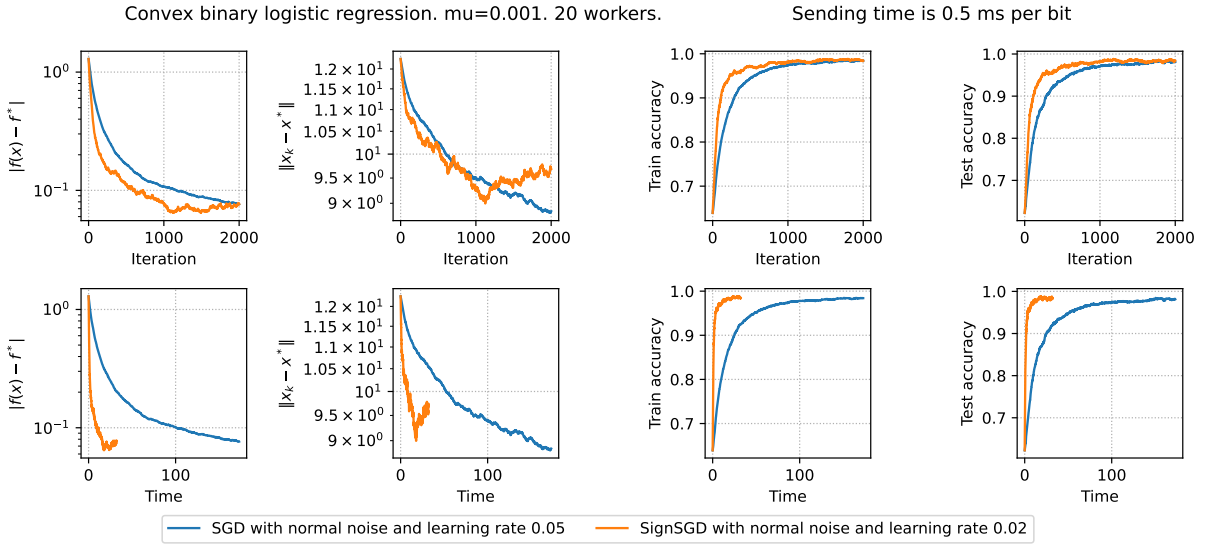 Convex binary logistic regression. mu=0.001. 20 workers.
Sending time is 0.5 ms per bit
|f(x) − f*|
10⁰
10⁻¹
0 1000 2000
Iteration
‖x_k − x*‖
1.2 × 10¹
1.15 × 10¹
1.1 × 10¹
1.05 × 10¹
10¹
9.5 × 10⁰
9 × 10⁰
0 1000 2000
Iteration
Train accuracy
1.0
0.9
0.8
0.7
0 1000 2000
Iteration
Test accuracy
1.0
0.9
0.8
0.7
0 1000 2000
Iteration
|f(x) − f*|
10⁰
10⁻¹
0 100
Time
‖x_k − x*‖
1.2 × 10¹
1.15 × 10¹
1.1 × 10¹
1.05 × 10¹
10¹
9.5 × 10⁰
9 × 10⁰
0 100
Time
Train accuracy
1.0
0.9
0.8
0.7
0 100
Time
Test accuracy
1.0
0.9
0.8
0.7
0 100
Time
SGD with normal noise and learning rate 0.05
SignSGD with normal noise and learning rate 0.02